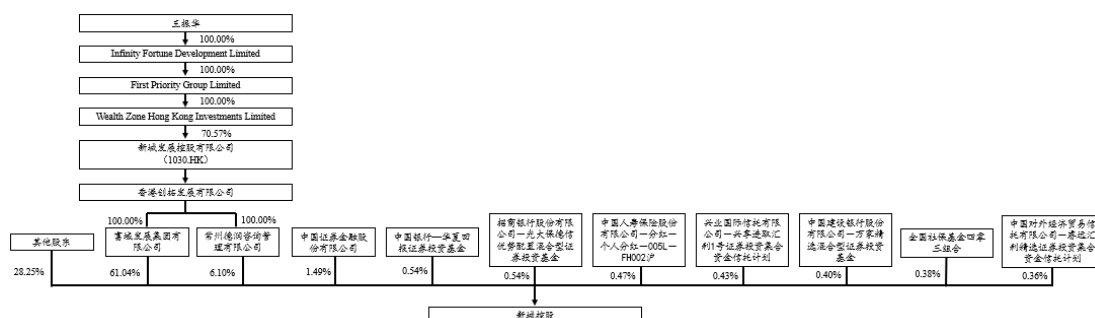 王振华
100.00%
Infinity Fortune Development Limited
100.00%
First Priority Group Limited
100.00%
Wealth Zone Hong Kong Investments Limited
70.57%
新城发展控股有限公司
（1030.HK）
香港创拓发展有限公司
100.00%
100.00%
其他股东
富域发展集团有
限公司
常州德润咨询管
理有限公司
中国证券金融股
份有限公司
中国银行—华夏回
报证券投资基金
招商银行股份有限
公司—光大保德信
优势配置混合型证
券投资基金
中国人寿保险股份
有限公司—分红—
个人分红—005L—
FH002沪
兴业国际信托有限
公司—兴享进取汇
利1号证券投资集合
资金信托计划
中国建设银行股份
有限公司—万家精
选混合型证券投资
基金
全国社保基金四零
三组合
中国对外经济贸易信
托有限公司—睿远汇
利精选证券投资集合
资金信托计划
28.25%
61.04%
6.10%
1.49%
0.54%
0.54%
0.47%
0.43%
0.40%
0.38%
0.36%
新城控股